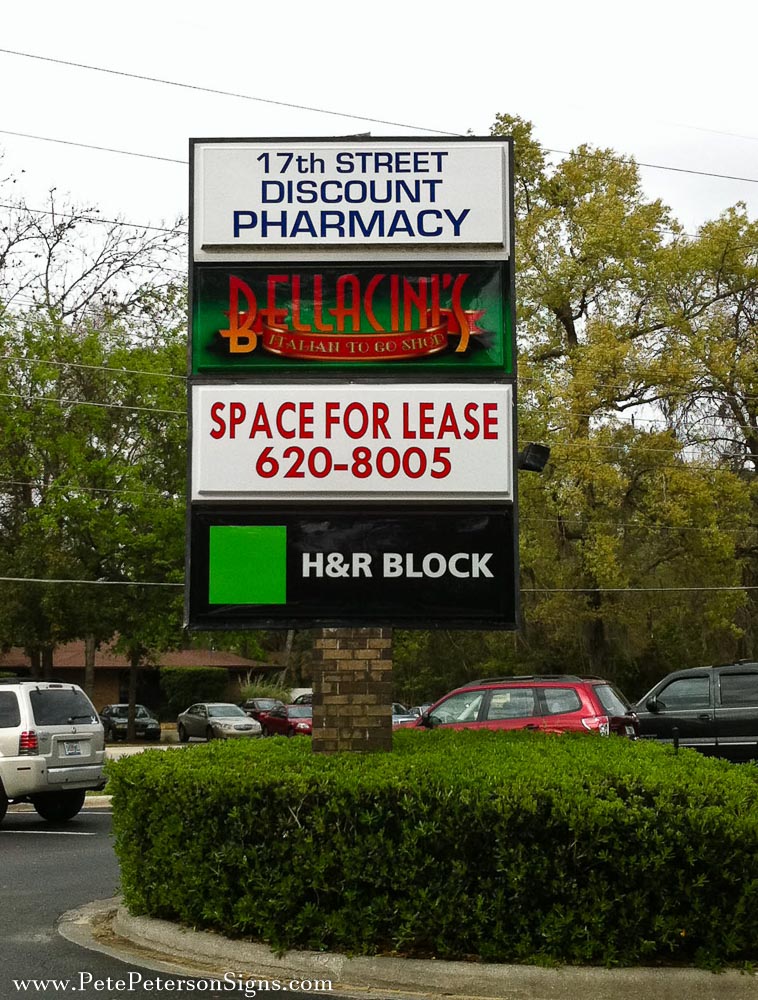 17th STREET
DISCOUNT
PHARMACY
BELLACINI'S
ITALIAN TO GO SHOP
SPACE FOR LEASE
620-8005
H&R BLOCK
www.PetePetersonSigns.com